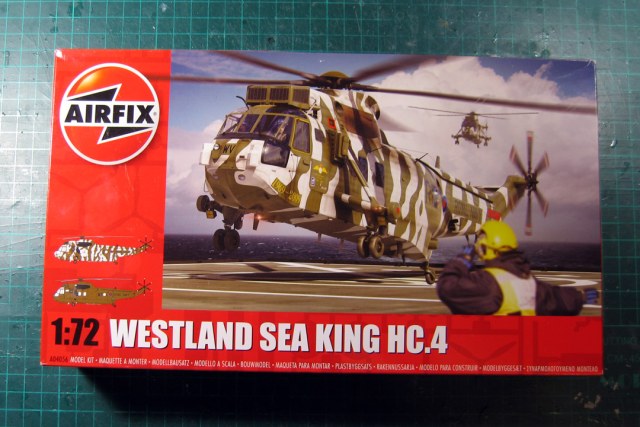 AIRFIX
1:72 WESTLAND SEA KING HC.4
A04056 MODEL KIT • MAQUETTE A MONTER • MODELLBAUSATZ • MODELLO A SCALA • BOUWMODEL • MAQUETA PARA MONTAR • PLASTBYGGSATS • RAKENNUSSARJA • MODELO PARA CONSTRUIR • MODELBYGGESÆT •